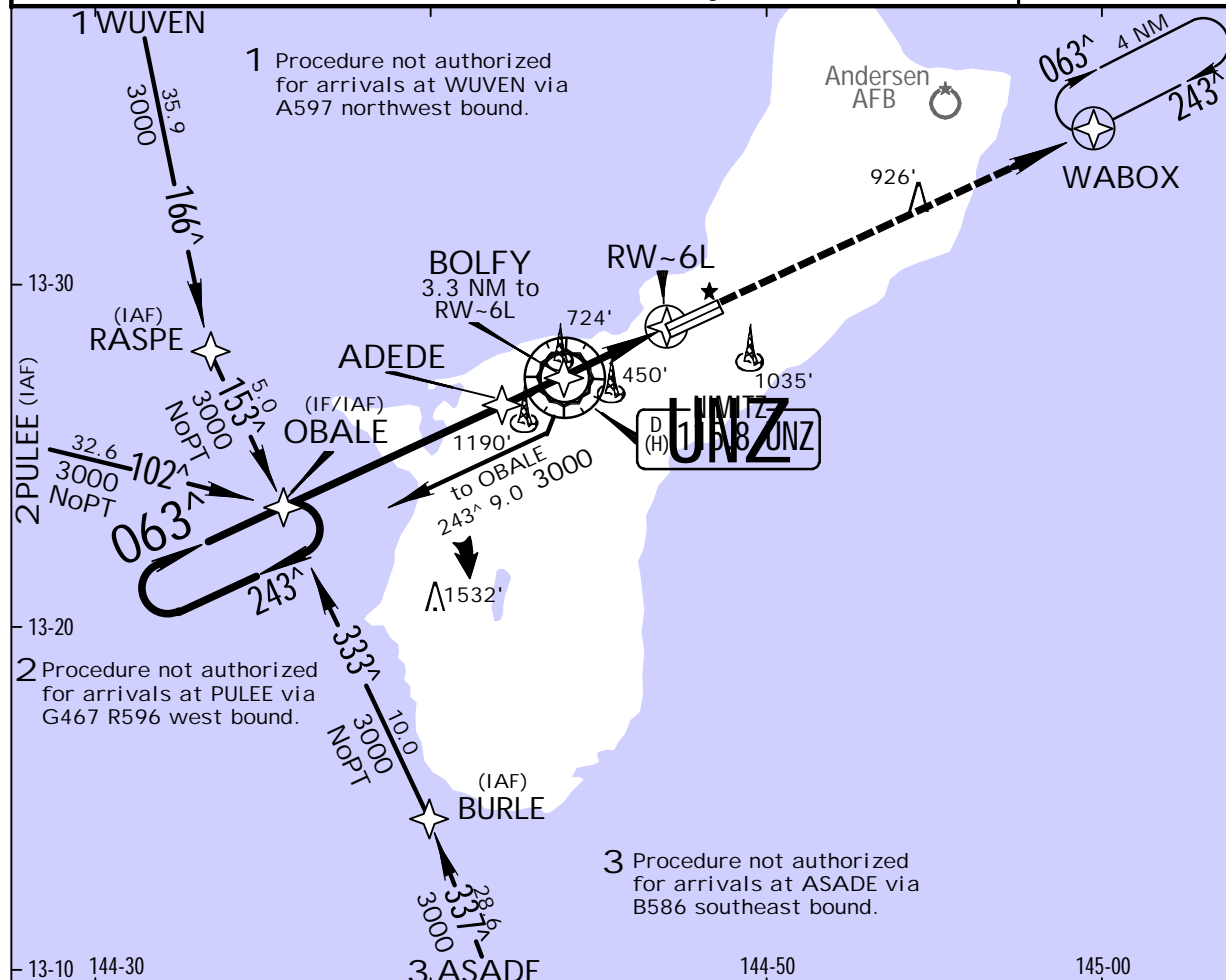 1 WUVEN
1 Procedure not authorized
for arrivals at WUVEN via
A597 northwest bound.
35.9
3000
166^
Andersen
AFB
063^
4 NM
243^
WABOX
926'
13-30
BOLFY
3.3 NM to
RW~6L
RW~6L
724'
(IAF)
RASPE
ADEDE
450'
1035'
5.0
153^
3000
NoPT
(IF/IAF)
OBALE
NIMITZ
UNZ
D
(H)
UNZ
1190'
2 PULEE (IAF)
32.6
3000
NoPT
102^
to OBALE
243^ 9.0 3000
063^
243^
1532'
13-20
333^
10.0
3000
NoPT
2 Procedure not authorized
for arrivals at PULEE via
G467 R596 west bound.
(IAF)
BURLE
3 Procedure not authorized
for arrivals at ASADE via
B586 southeast bound.
337^
28.6
3000
3 ASADE
13-10
144-30
144-50
145-00